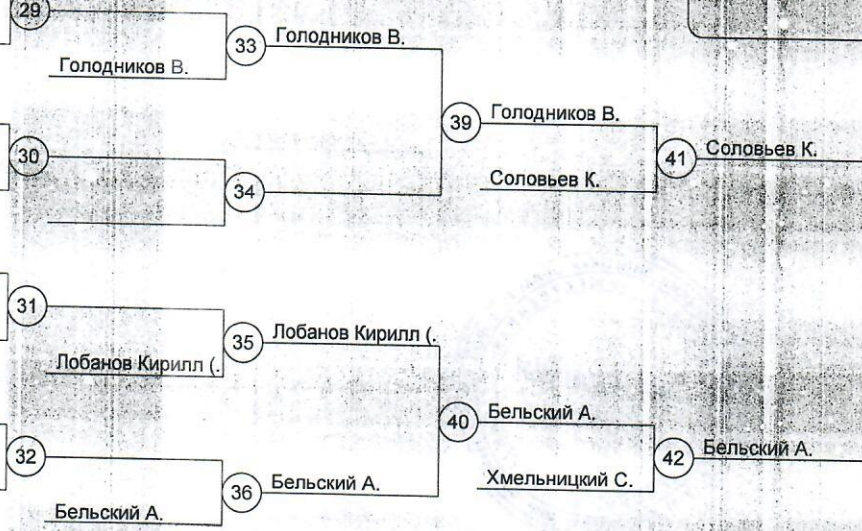 29
33 Голодников В.
Голодников В.
39 Голодников В.
41 Соловьев К.
30
34
Соловьев К.
31
35 Лобанов Кирилл (.
Лобанов Кирилл (.
40 Бельский А.
42 Бельский А.
32
36 Бельский А.
Хмельницкий С.
Бельский А.